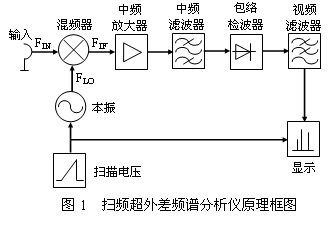 混频器
中频
放大器
中频
滤波器
包络
检波器
视频
滤波器
输入
F_IN
F_IF
F_LO
本振
扫描电压
显示
图 1 扫频超外差频谱分析仪原理框图